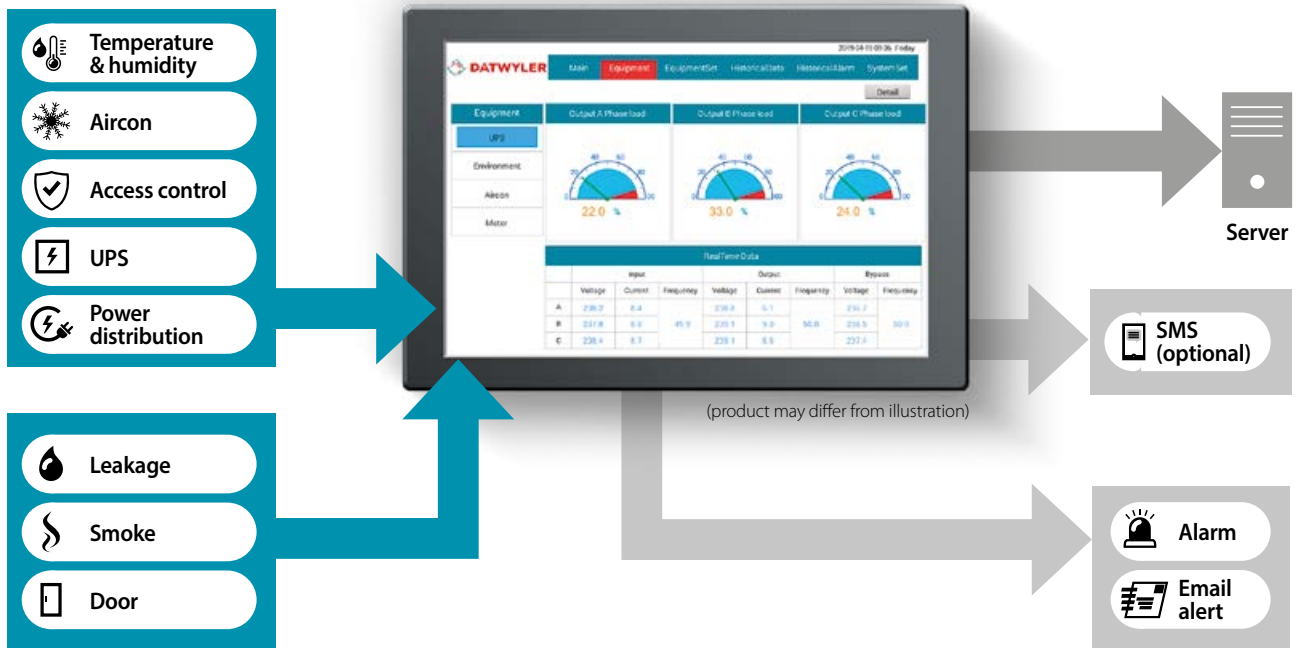 Temperature
& humidity
Aircon
Access control
UPS
Power
distribution
Leakage
Smoke
Door
DATWYLER
Main Equipment EquipmentSet HistoricalData HistoricalAlarm System Set
Detail
Equipment
UPS
Environment
Aircon
Meter
Output A Phase load
Output B Phase load
Output C Phase load
22.0 %
33.0 %
24.0 %
RealTime Data
Input Output Bypass
Voltage Current Frequency Voltage Current Frequency Voltage Frequency
A
B
C
(product may differ from illustration)
Server
SMS
(optional)
Alarm
Email
alert